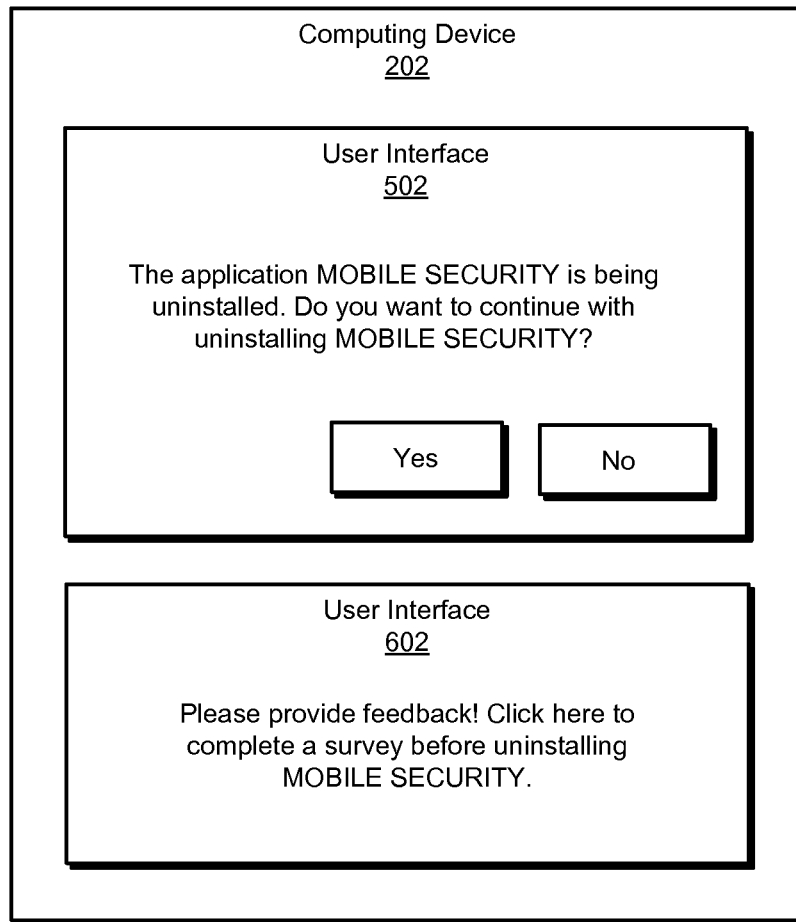 Computing Device
202
User Interface
502
The application MOBILE SECURITY is being
uninstalled. Do you want to continue with
uninstalling MOBILE SECURITY?
Yes
No
User Interface
602
Please provide feedback! Click here to
complete a survey before uninstalling
MOBILE SECURITY.